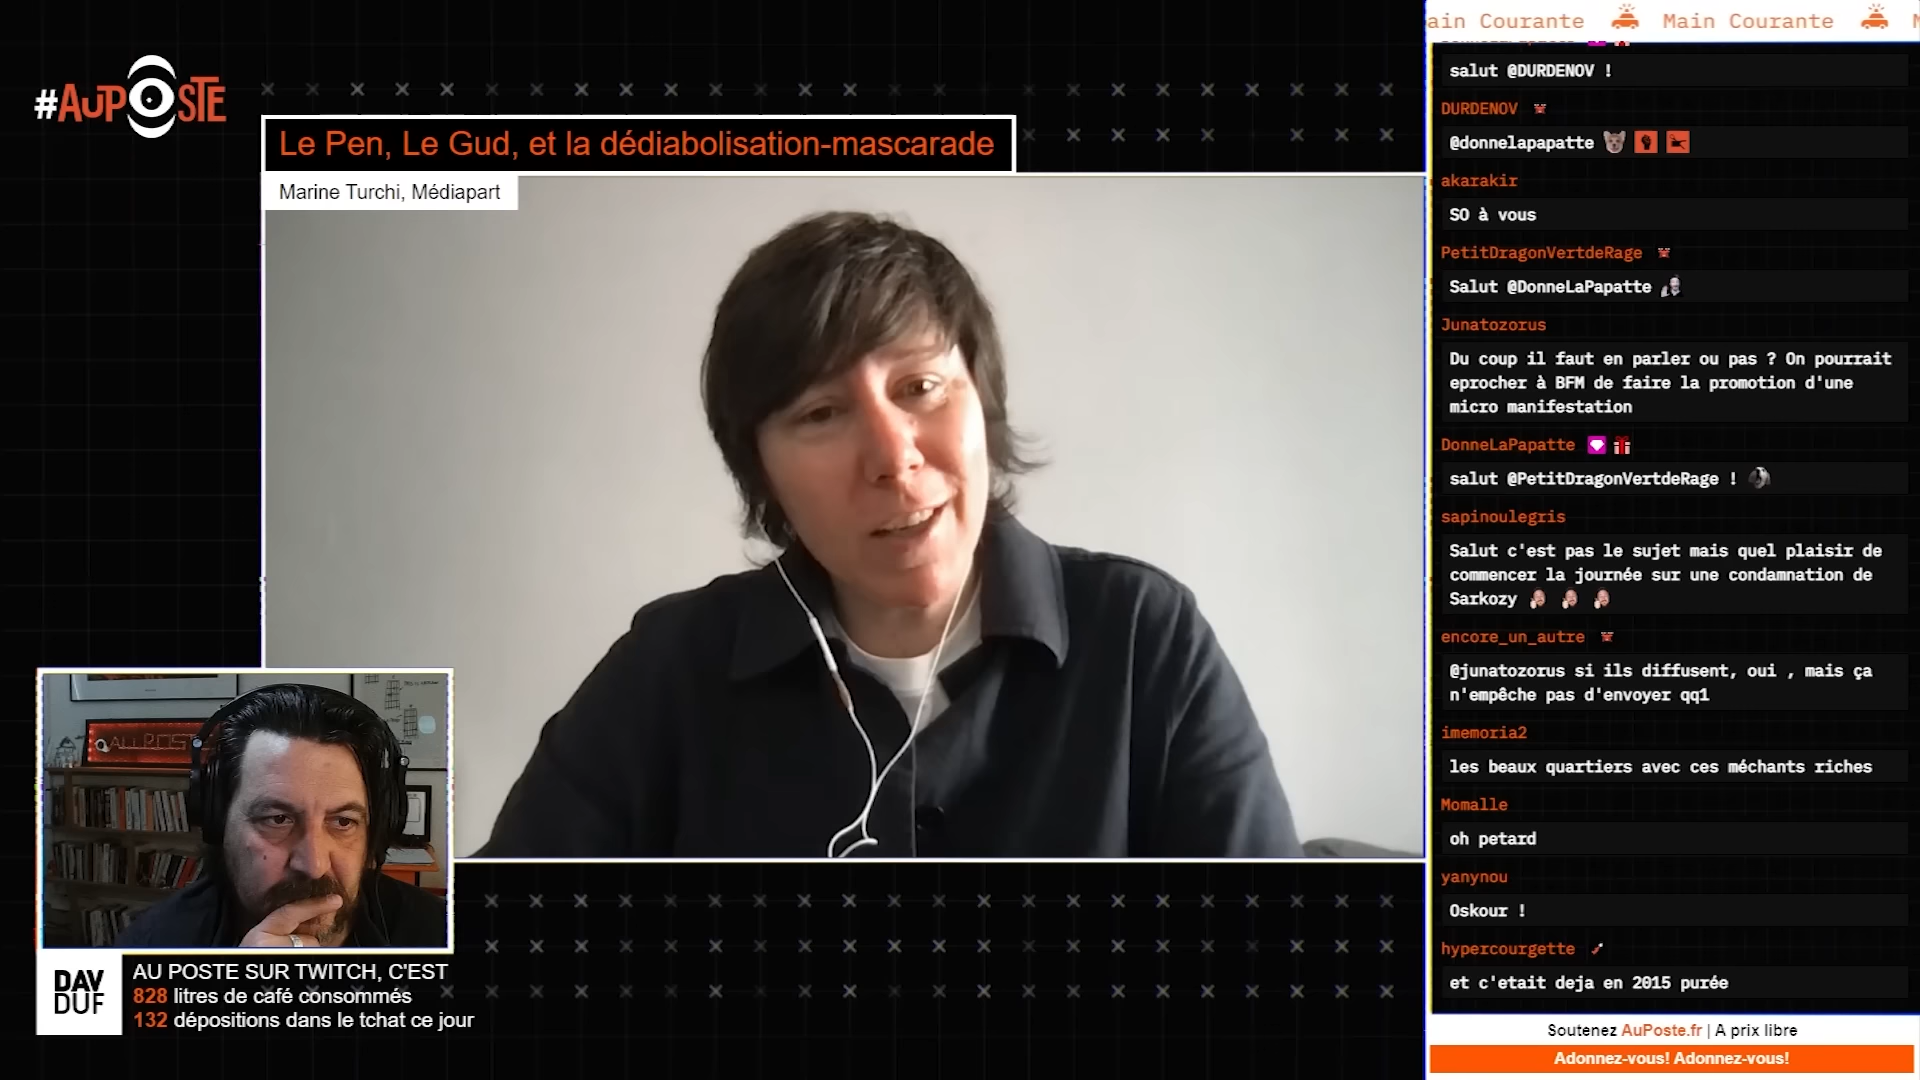 #AUPOSTE
Le Pen, Le Gud, et la dédiabolisation-mascarade
Marine Turchi, Médiapart
AU POSTE
DAV
DUF
AU POSTE SUR TWITCH, C'EST
828 litres de café consommés
132 dépositions dans le tchat ce jour
ain Courante Main Courante
salut @DURDENOV !
DURDENOV
@donnelapapatte
akarakir
SO à vous
PetitDragonVertdeRage
Salut @DonneLaPapatte
Junatozorus
Du coup il faut en parler ou pas ? On pourrait
eprocher à BFM de faire la promotion d'une
micro manifestation
DonneLaPapatte
salut @PetitDragonVertdeRage !
sapinoulegris
Salut c'est pas le sujet mais quel plaisir de
commencer la journée sur une condamnation de
Sarkozy
encore_un_autre
@junatozorus si ils diffusent, oui , mais ça
n'empêche pas d'envoyer qq1
imemoria2
les beaux quartiers avec ces méchants riches
Momalle
oh petard
yanynou
Oskour !
hypercourgette
et c'etait deja en 2015 purée
Soutenez AuPoste.fr | A prix libre
Adonnez-vous! Adonnez-vous!